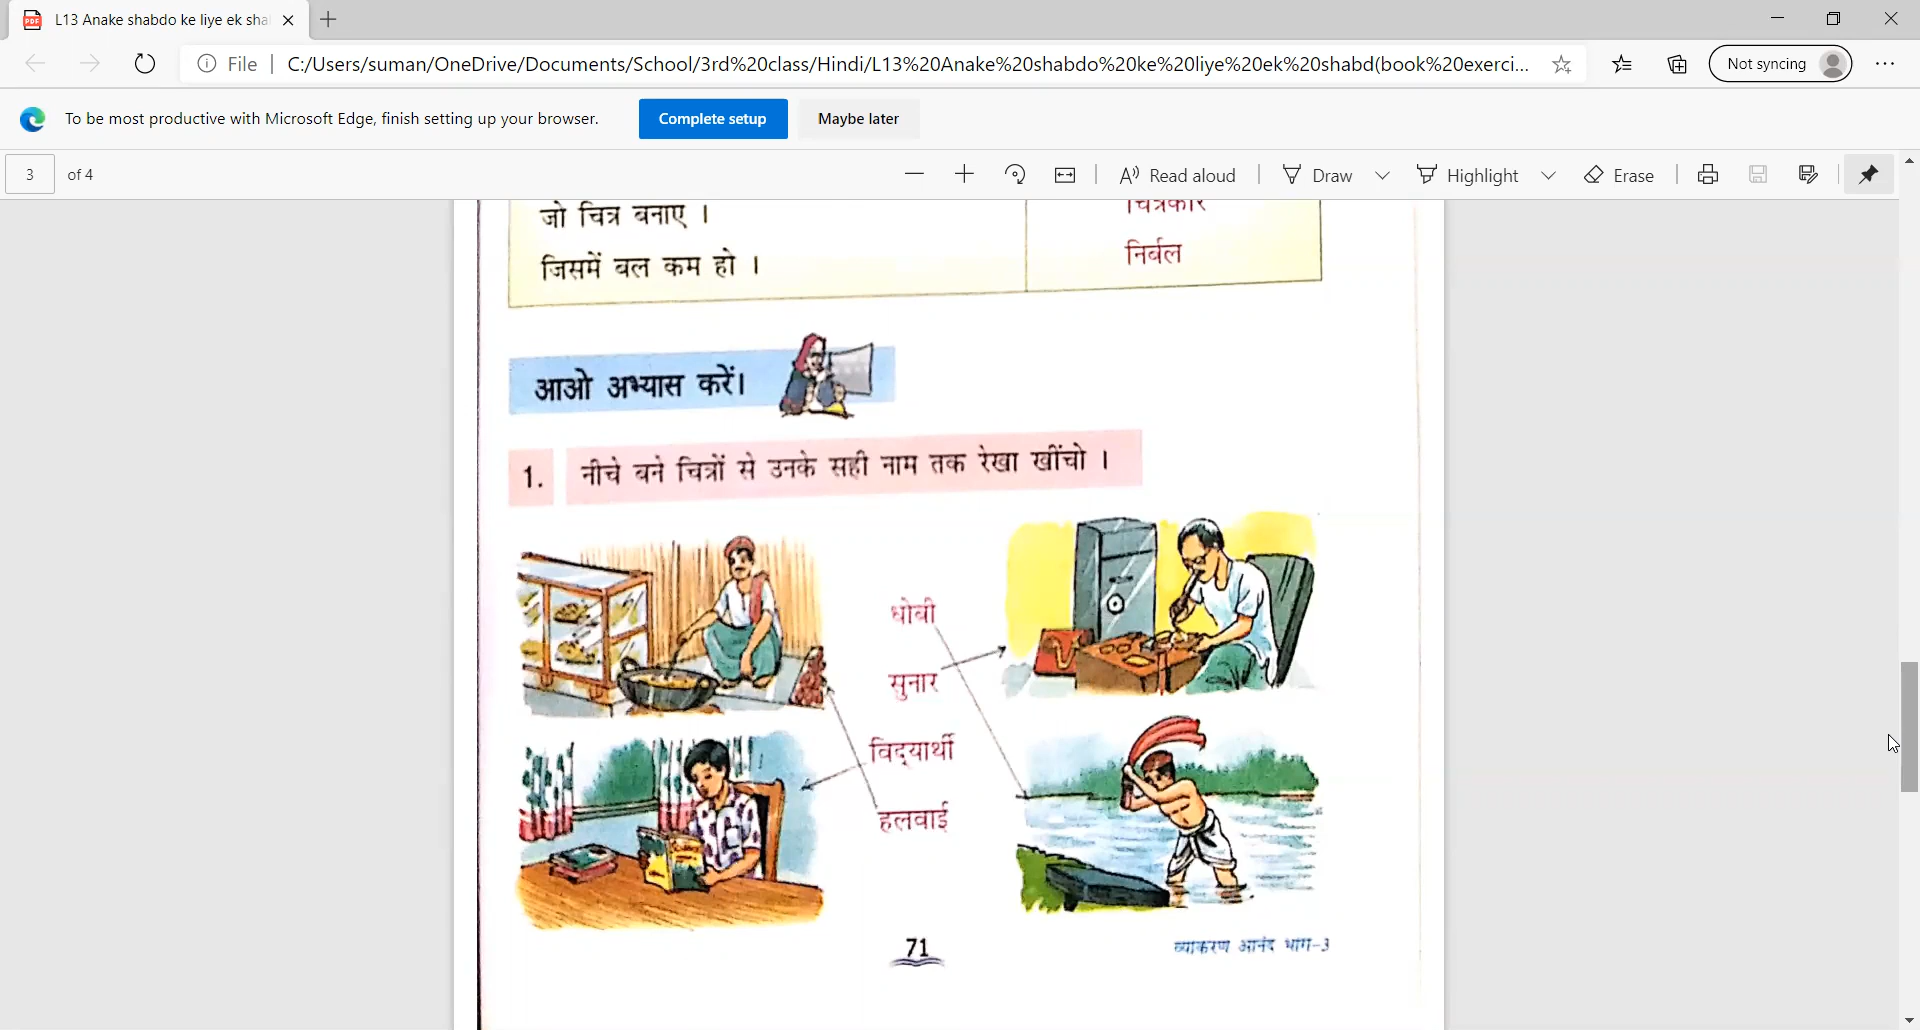 L13 Anake shabdo ke liye ek sha
File
C:/Users/suman/OneDrive/Documents/School/3rd%20class/Hindi/L13%20Anake%20shabdo%20ke%20liye%20ek%20shabd(book%20exerci...
Not syncing
To be most productive with Microsoft Edge, finish setting up your browser.
Complete setup
Maybe later
3 of 4
Read aloud
Draw
Highlight
Erase
जो चित्र बनाए । चित्रकार
जिसमें बल कम हो । निर्बल
आओ अभ्यास करें।
1. नीचे बने चित्रों से उनके सही नाम तक रेखा खींचो ।
धोबी
सुनार
विद्यार्थी
हलवाई
71
व्याकरण आनंद भाग-3